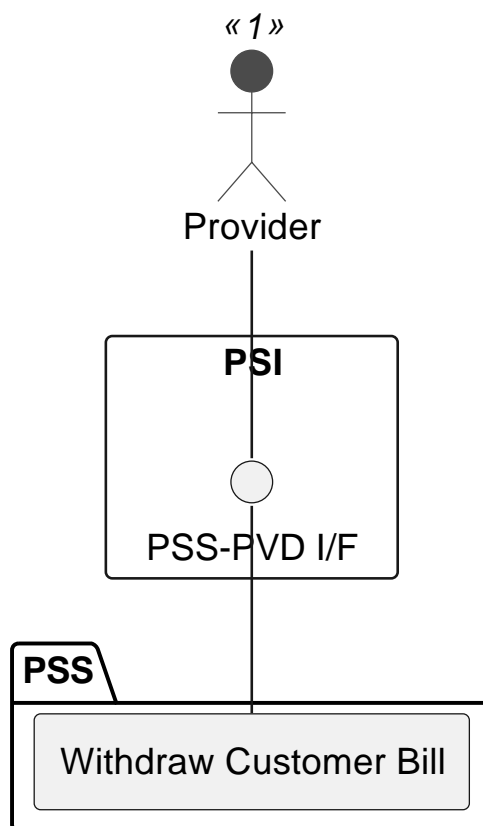 «1»
Provider
PSI
PSS-PVD I/F
PSS
Withdraw Customer Bill